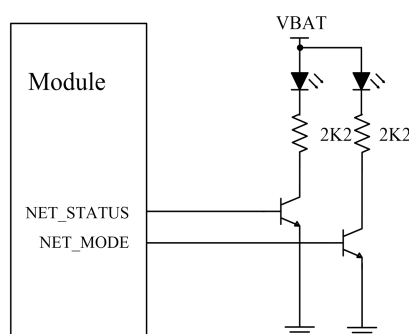 VBAT
Module
2K2 2K2
NET_STATUS
NET_MODE